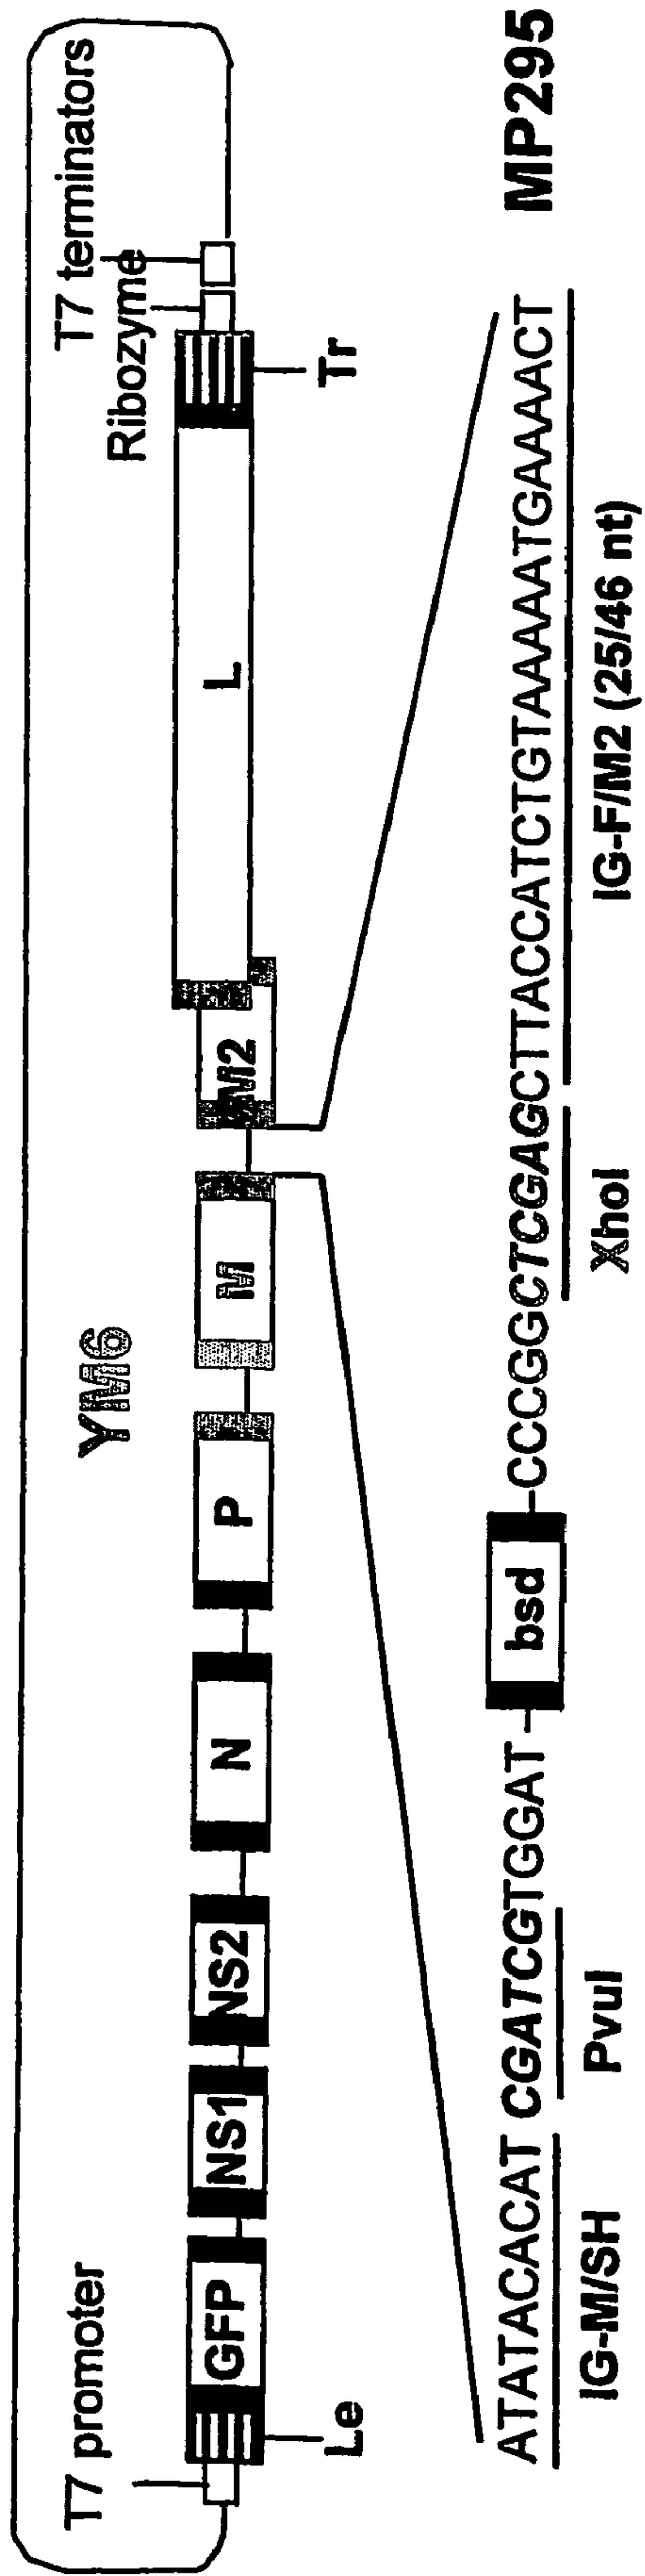 T7 promoter
YM6
T7 terminators
Ribozyme
GFP
NS1
NS2
N
P
M
M2
L
Le
Tr
ATATACACAT CGATCGTGGAT
bsd
CCCGGCTCGAGCTTACCATCTGTAAAAATGAAAACT
MP295
IG-M/SH
PvuI
XhoI
IG-F/M2 (25/46 nt)